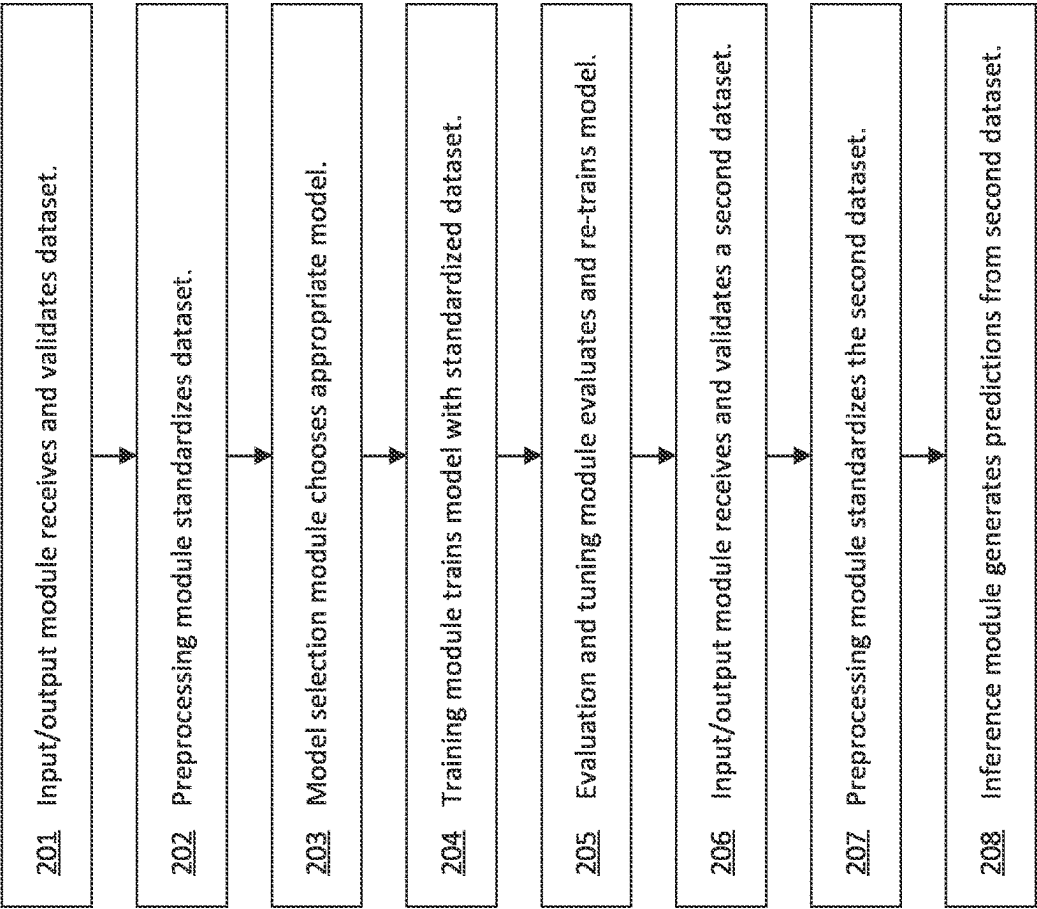 201 Input/output module receives and validates dataset.
202 Preprocessing module standardizes dataset.
203 Model selection module chooses appropriate model.
204 Training module trains model with standardized dataset.
205 Evaluation and tuning module evaluates and re-trains model.
206 Input/output module receives and validates a second dataset.
207 Preprocessing module standardizes the second dataset.
208 Inference module generates predictions from second dataset.